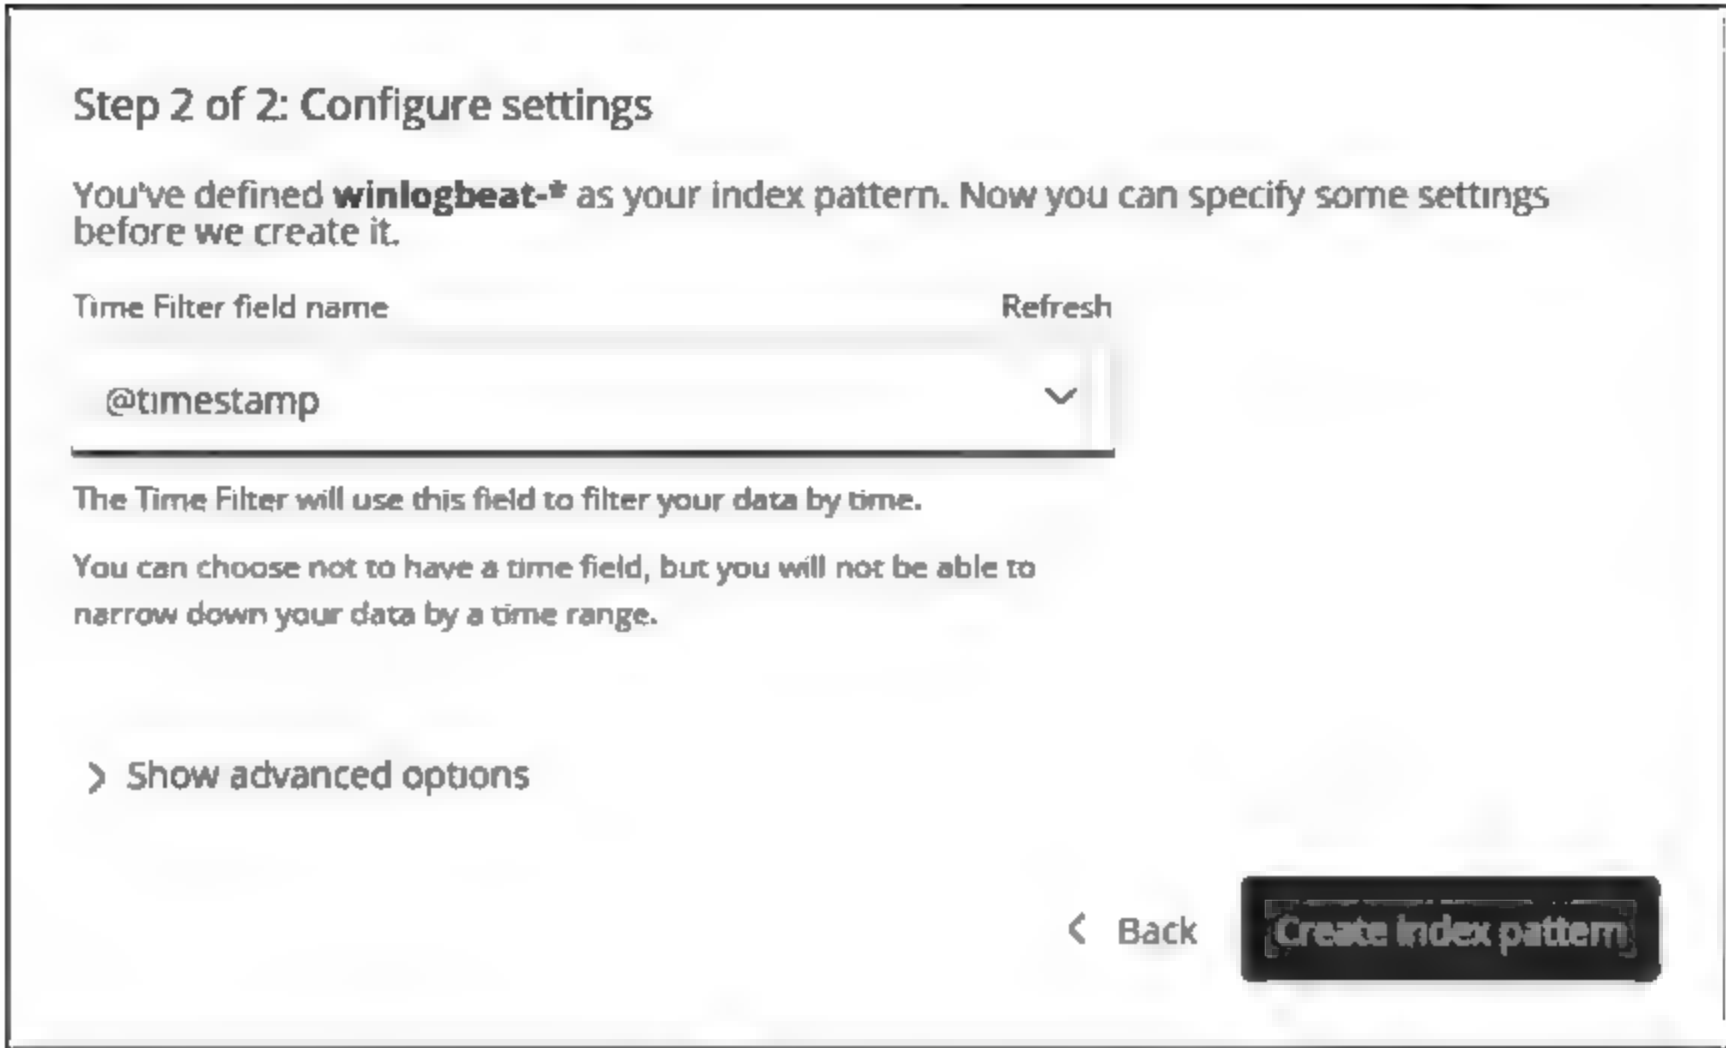 Step 2 of 2: Configure settings
You've defined winlogbeat-* as your index pattern. Now you can specify some settings
before we create it.
Time Filter field name Refresh
@timestamp
The Time Filter will use this field to filter your data by time.
You can choose not to have a time field, but you will not be able to
narrow down your data by a time range.
Show advanced options
Back Create index pattern